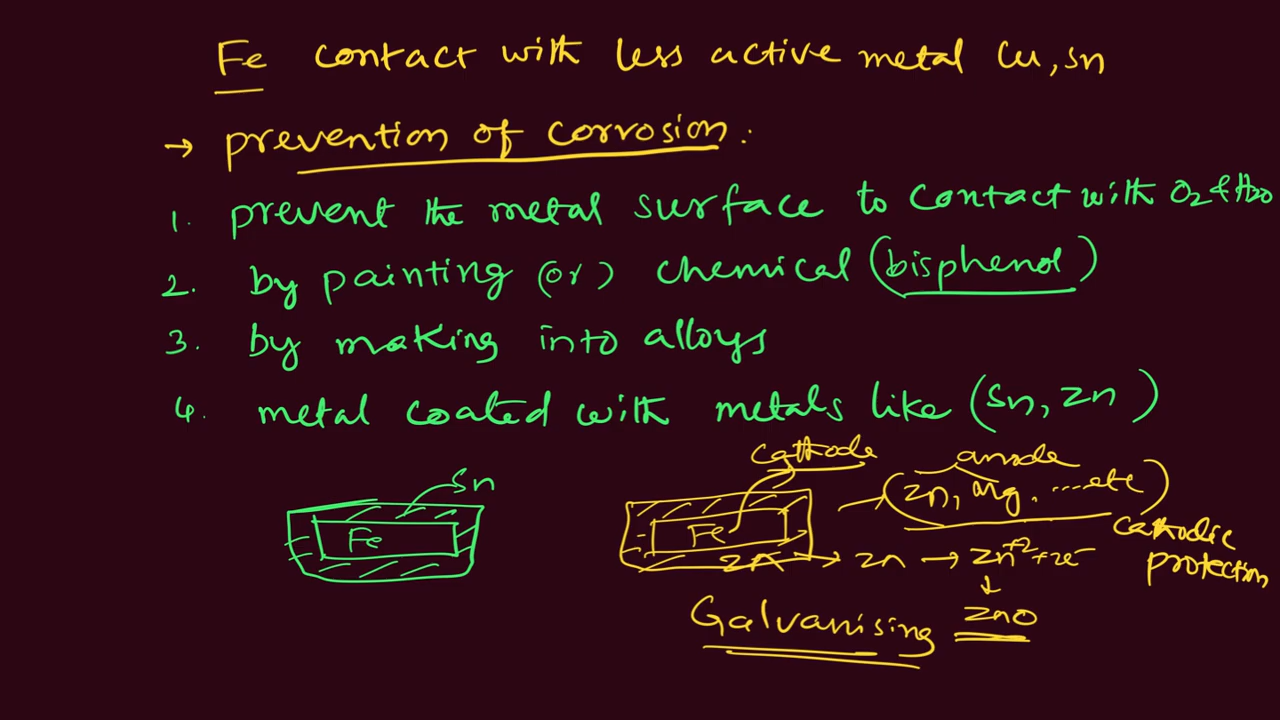 Fe contact with less active metal Cu, Sn
→ prevention of corrosion:
1. prevent the metal surface to contact with O2 & H2O
2. by painting (or) chemical (bisphenol)
3. by making into alloys
4. metal coated with metals like (Sn, Zn)
Sn
Fe
cathode
anode
Fe
(Zn, Mg, ....etc)
cathodic
protection
Zn → Zn → Zn+2 + 2e-
↓
ZnO
Galvanising